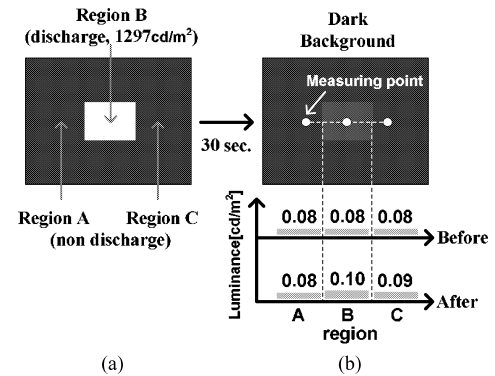 Region B
(discharge, 1297cd/m²)
Region A
Region C
(non discharge)
30 sec.
Dark
Background
Measuring point
Luminance[cd/m²]
0.08 0.08 0.08
Before
0.08 0.10 0.09
After
A B C
region
(a)
(b)